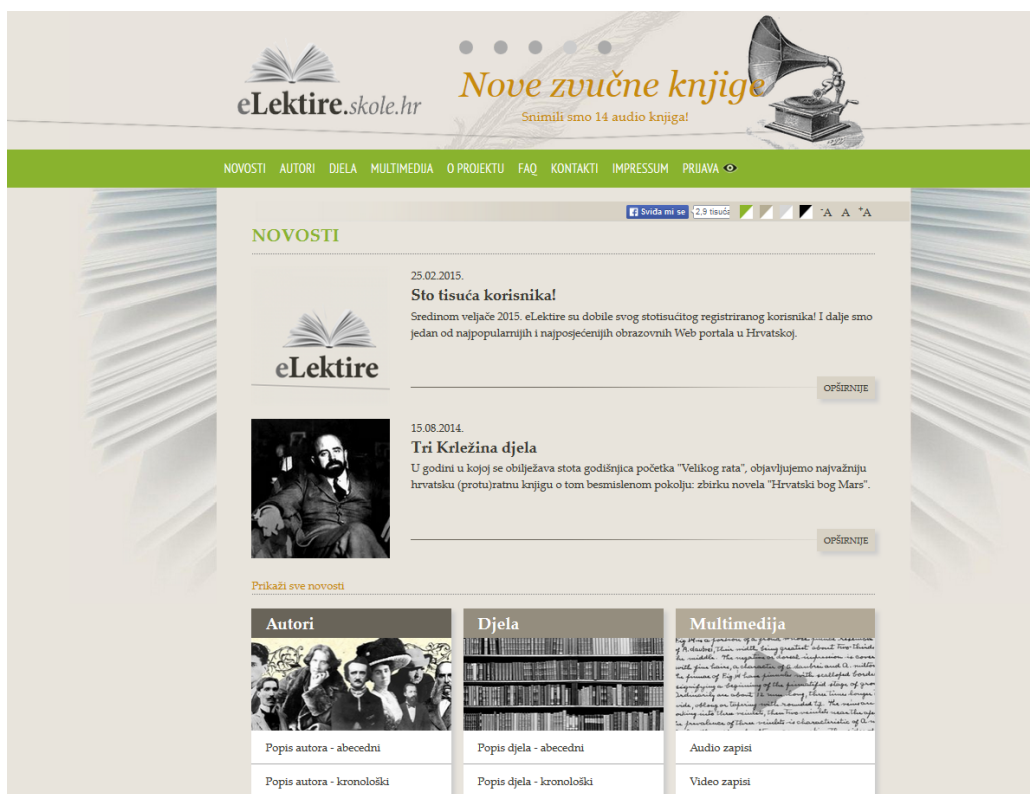 eLektire.skole.hr
Nove zvučne knjige
Snimili smo 14 audio knjiga!
NOVOSTI AUTORI DJELA MULTIMEDIJA O PROJEKTU FAQ KONTAKTI IMPRESSUM PRIJAVA
Sviđa mi se 2,9 tisuća -A A +A
NOVOSTI
25.02.2015.
Sto tisuća korisnika!
Sredinom veljače 2015. eLektire su dobile svog stotisućitog registriranog korisnika! I dalje smo
jedan od najpopularnijih i najposjećenijih obrazovnih Web portala u Hrvatskoj.
eLektire
OPŠIRNIJE
15.08.2014.
Tri Krležina djela
U godini u kojoj se obilježava stota godišnjica početka "Velikog rata", objavljujemo najvažniju
hrvatsku (protu)ratnu knjigu o tom besmislenom pokolju: zbirku novela "Hrvatski bog Mars".
OPŠIRNIJE
Prikaži sve novosti
Autori
Popis autora - abecedni
Popis autora - kronološki
Djela
Popis djela - abecedni
Popis djela - kronološki
Multimedija
Audio zapisi
Video zapisi